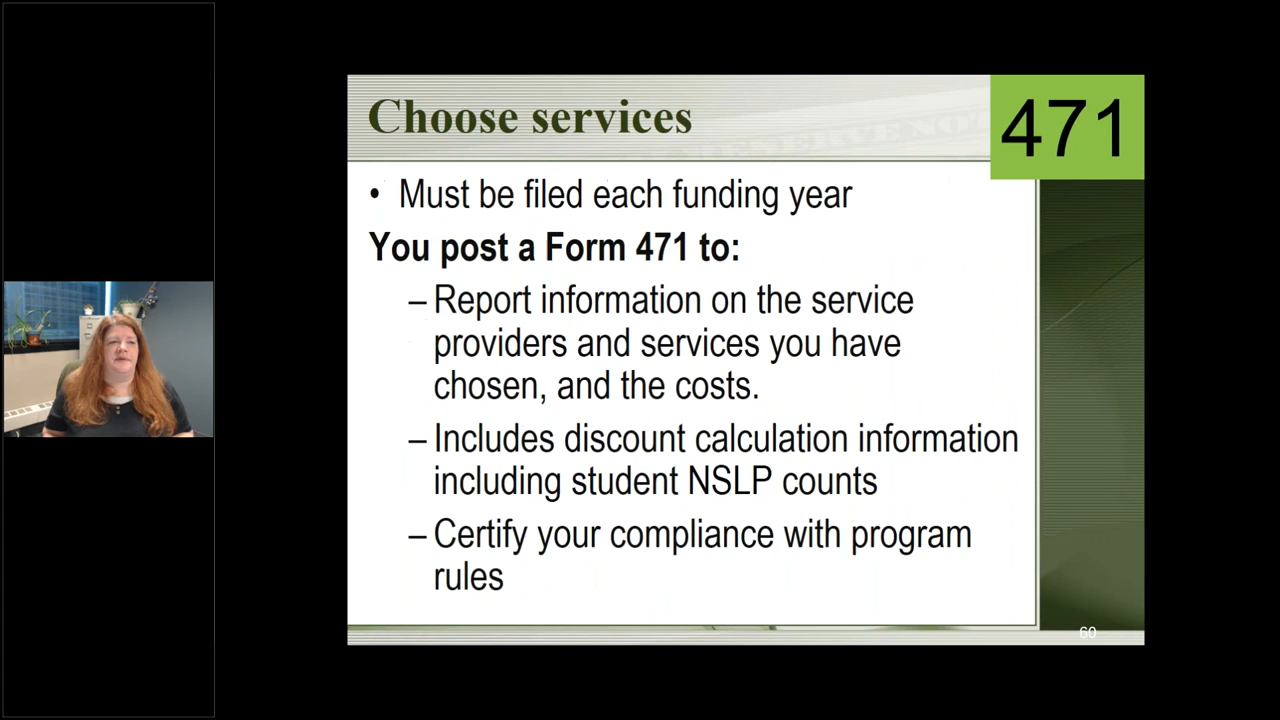 Choose services
471
• Must be filed each funding year
You post a Form 471 to:
– Report information on the service
providers and services you have
chosen, and the costs.
– Includes discount calculation information
including student NSLP counts
– Certify your compliance with program
rules
60